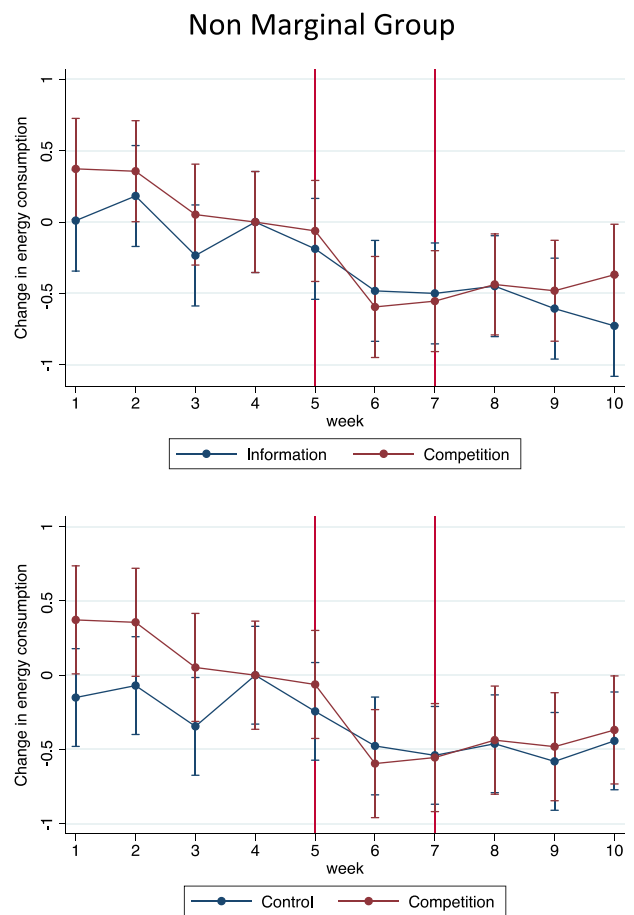 Non Marginal Group
Change in energy consumption
1
0.5
0
-0.5
-1
1 2 3 4 5 6 7 8 9 10
week
Information Competition
Change in energy consumption
1
0.5
0
-0.5
-1
1 2 3 4 5 6 7 8 9 10
week
Control Competition